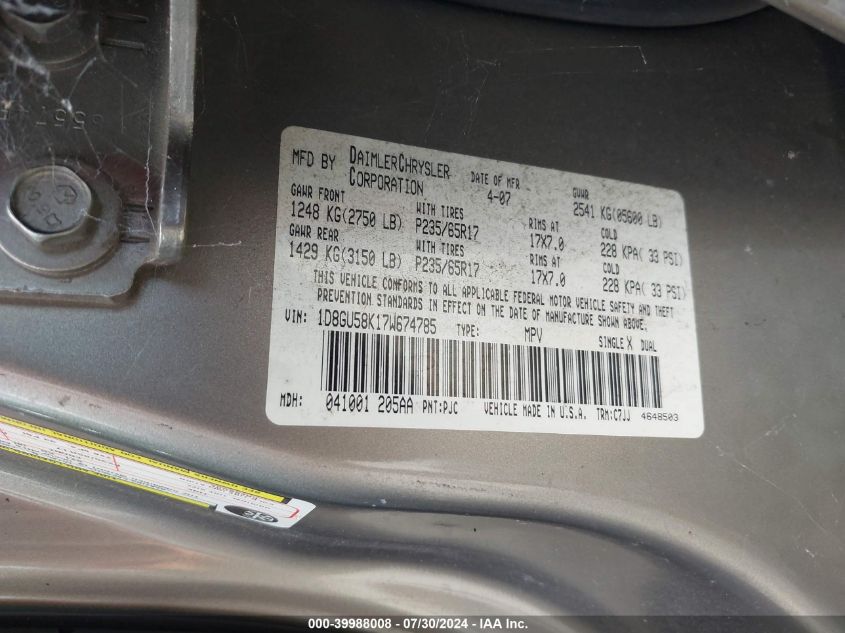 MFD BY DAIMLERCHRYSLER CORPORATION
DATE OF MFR 4-07
GVWR 2541 KG(05600 LB)
GAWR FRONT 1248 KG(2750 LB)
WITH TIRES P235/65R17
RIMS AT 17X7.0
COLD 228 KPA( 33 PSI)
GAWR REAR 1429 KG(3150 LB)
WITH TIRES P235/65R17
RIMS AT 17X7.0
COLD 228 KPA( 33 PSI)
THIS VEHICLE CONFORMS TO ALL APPLICABLE FEDERAL MOTOR VEHICLE SAFETY AND THEFT
PREVENTION STANDARDS IN EFFECT ON THE DATE OF MANUFACTURE SHOWN ABOVE.
VIN: 1D8GU58K17W674785 TYPE: MPV SINGLE X DUAL
MDH: 041001 205AA PNT:PJC VEHICLE MADE IN U.S.A. TRM:C7JJ 4648503
000-39988008 - 07/30/2024 - IAA Inc.